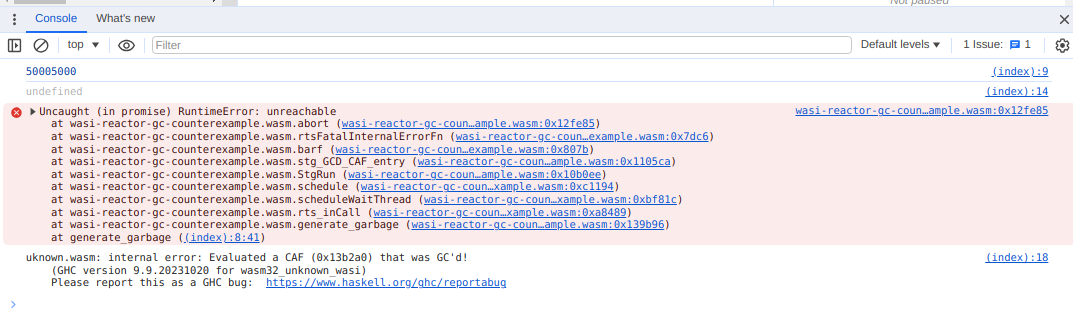 Not paused
Console What's new
top Filter Default levels 1 Issue: 1
50005000 (index):9
undefined (index):14
Uncaught (in promise) RuntimeError: unreachable wasi-reactor-gc-coun…ample.wasm:0x12fe85
at wasi-reactor-gc-counterexample.wasm.abort (wasi-reactor-gc-coun…ample.wasm:0x12fe85)
at wasi-reactor-gc-counterexample.wasm.rtsFatalInternalErrorFn (wasi-reactor-gc-coun…example.wasm:0x7dc6)
at wasi-reactor-gc-counterexample.wasm.barf (wasi-reactor-gc-coun…example.wasm:0x807b)
at wasi-reactor-gc-counterexample.wasm.stg_GCD_CAF_entry (wasi-reactor-gc-coun…ample.wasm:0x1105ca)
at wasi-reactor-gc-counterexample.wasm.StgRun (wasi-reactor-gc-coun…ample.wasm:0x10b0ee)
at wasi-reactor-gc-counterexample.wasm.schedule (wasi-reactor-gc-coun…xample.wasm:0xc1194)
at wasi-reactor-gc-counterexample.wasm.scheduleWaitThread (wasi-reactor-gc-coun…xample.wasm:0xbf81c)
at wasi-reactor-gc-counterexample.wasm.rts_inCall (wasi-reactor-gc-coun…xample.wasm:0xa8489)
at wasi-reactor-gc-counterexample.wasm.generate_garbage (wasi-reactor-gc-coun…ample.wasm:0x139b96)
at generate_garbage ((index):8:41)
uknown.wasm: internal error: Evaluated a CAF (0x13b2a0) that was GC'd! (index):18
(GHC version 9.9.20231020 for wasm32_unknown_wasi)
Please report this as a GHC bug: https://www.haskell.org/ghc/reportabug